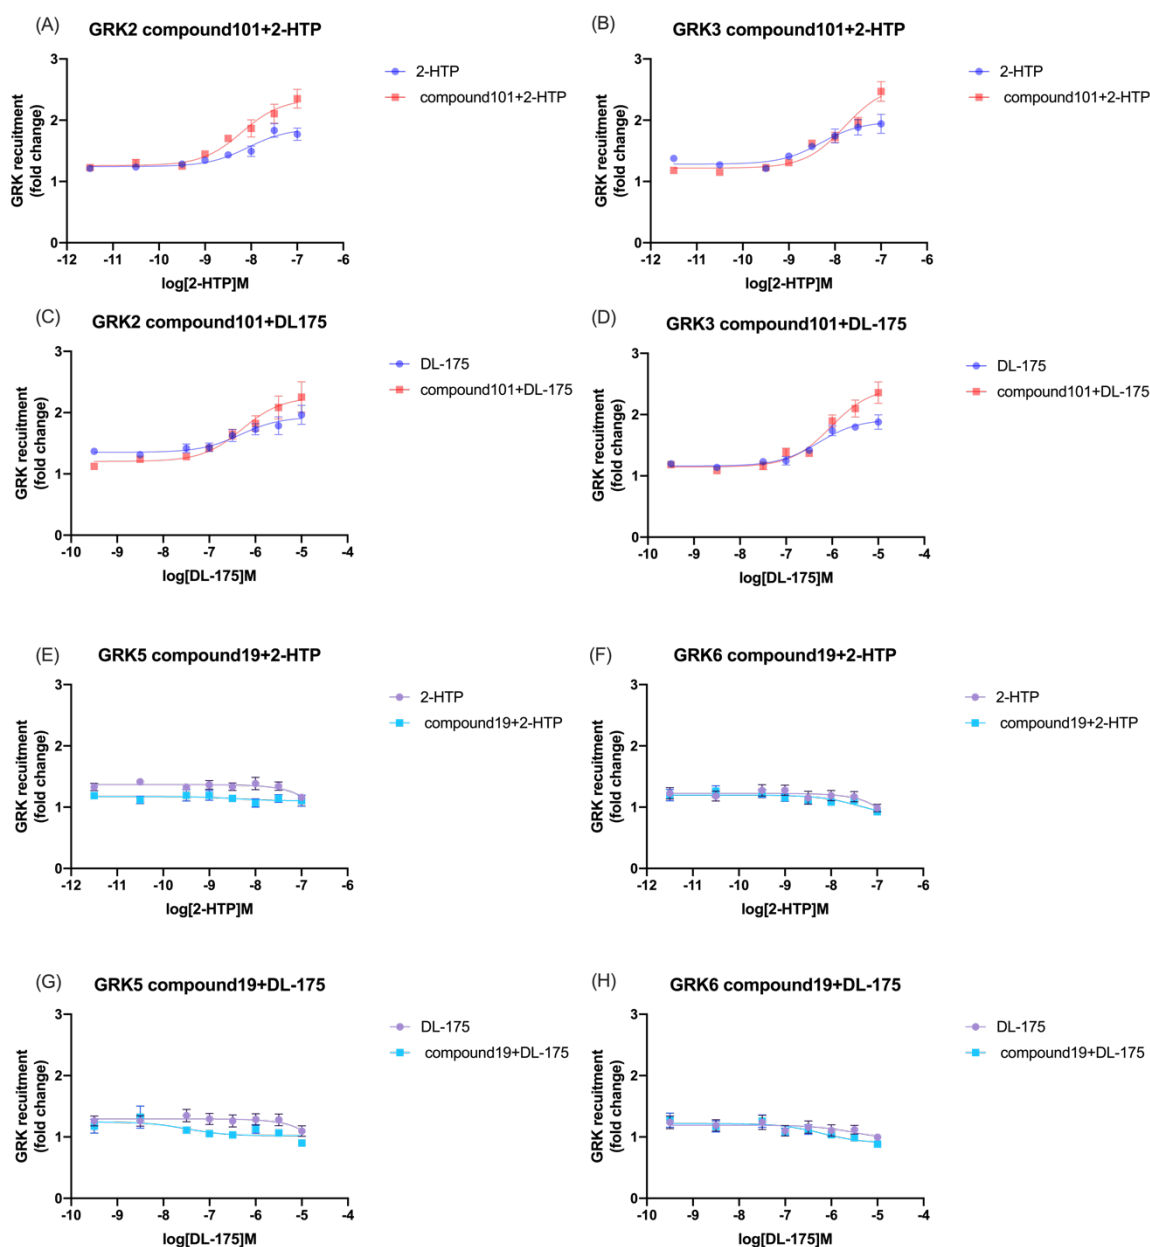 (A)
GRK2 compound101+2-HTP
GRK recruitment
(fold change)
3
2
1
0
-12 -11 -10 -9 -8 -7 -6
log[2-HTP]M
2-HTP
compound101+2-HTP
(B)
GRK3 compound101+2-HTP
GRK recruitment
(fold change)
3
2
1
0
-12 -11 -10 -9 -8 -7 -6
log[2-HTP]M
2-HTP
compound101+2-HTP
(C)
GRK2 compound101+DL175
GRK recruitment
(fold change)
3
2
1
0
-10 -9 -8 -7 -6 -5 -4
log[DL-175]M
DL-175
compound101+DL-175
(D)
GRK3 compound101+DL-175
GRK recruitment
(fold change)
3
2
1
0
-10 -9 -8 -7 -6 -5 -4
log[DL-175]M
DL-175
compound101+DL-175
(E)
GRK5 compound19+2-HTP
GRK recruitment
(fold change)
3
2
1
0
-12 -11 -10 -9 -8 -7 -6
log[2-HTP]M
2-HTP
compound19+2-HTP
(F)
GRK6 compound19+2-HTP
GRK recruitment
(fold change)
3
2
1
0
-12 -11 -10 -9 -8 -7 -6
log[2-HTP]M
2-HTP
compound19+2-HTP
(G)
GRK5 compound19+DL-175
GRK recruitment
(fold change)
3
2
1
0
-10 -9 -8 -7 -6 -5 -4
log[DL-175]M
DL-175
compound19+DL-175
(H)
GRK6 compound19+DL-175
GRK recruitment
(fold change)
3
2
1
0
-10 -9 -8 -7 -6 -5 -4
log[DL-175]M
DL-175
compound19+DL-175